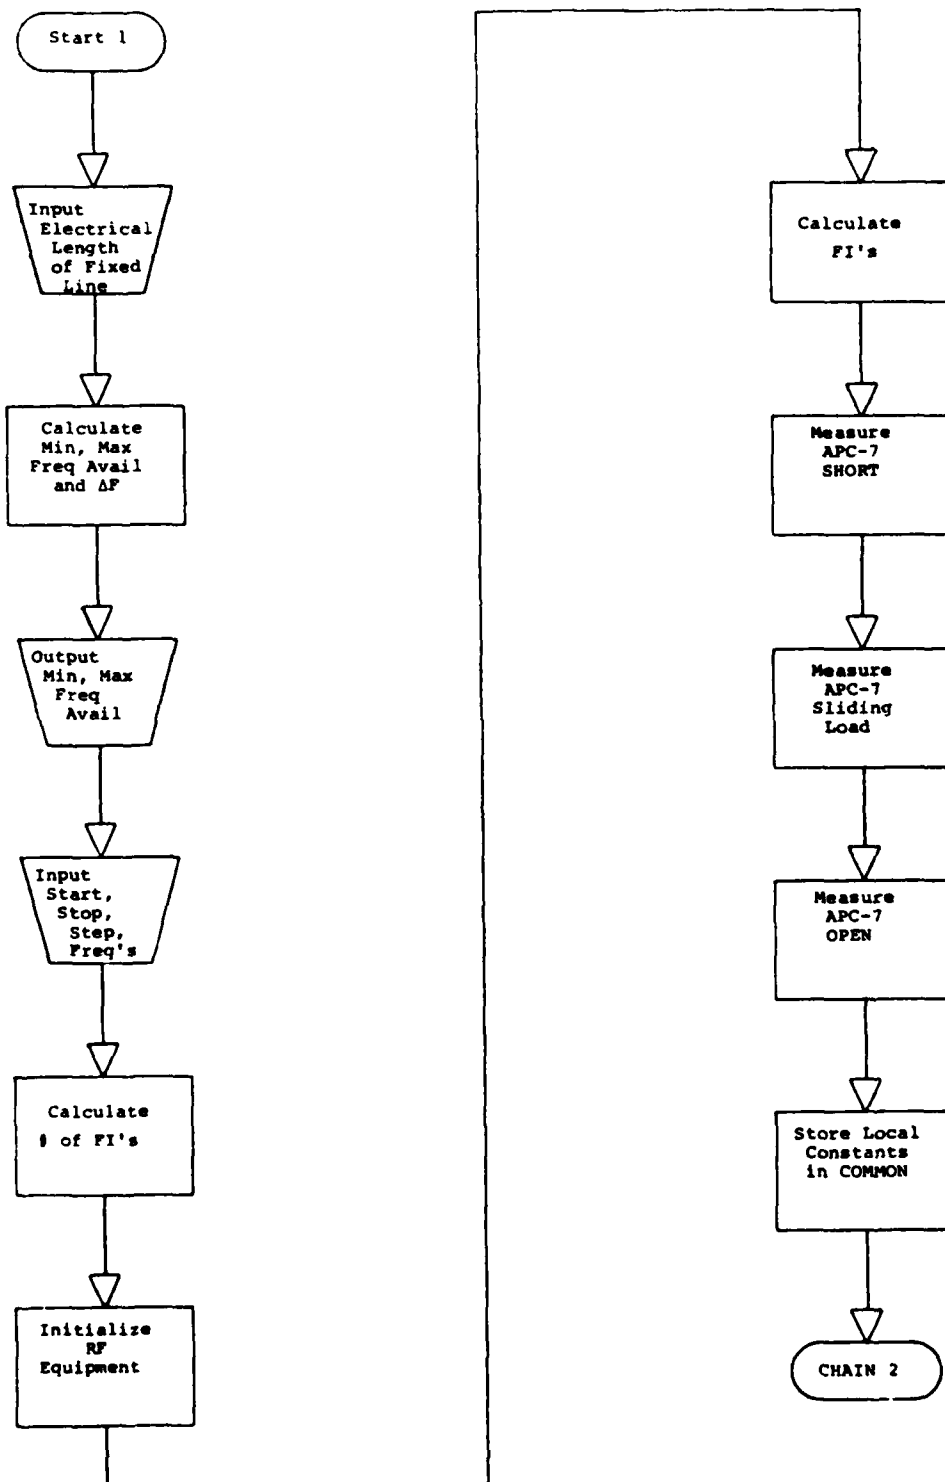 Start 1
Input
Electrical
Length
of Fixed
Line
Calculate
Min, Max
Freq Avail
and ΔF
Output
Min, Max
Freq
Avail
Input
Start,
Stop,
Step,
Freq's
Calculate
# of FI's
Initialize
RF
Equipment
Calculate
FI's
Measure
APC-7
SHORT
Measure
APC-7
Sliding
Load
Measure
APC-7
OPEN
Store Local
Constants
in COMMON
CHAIN 2